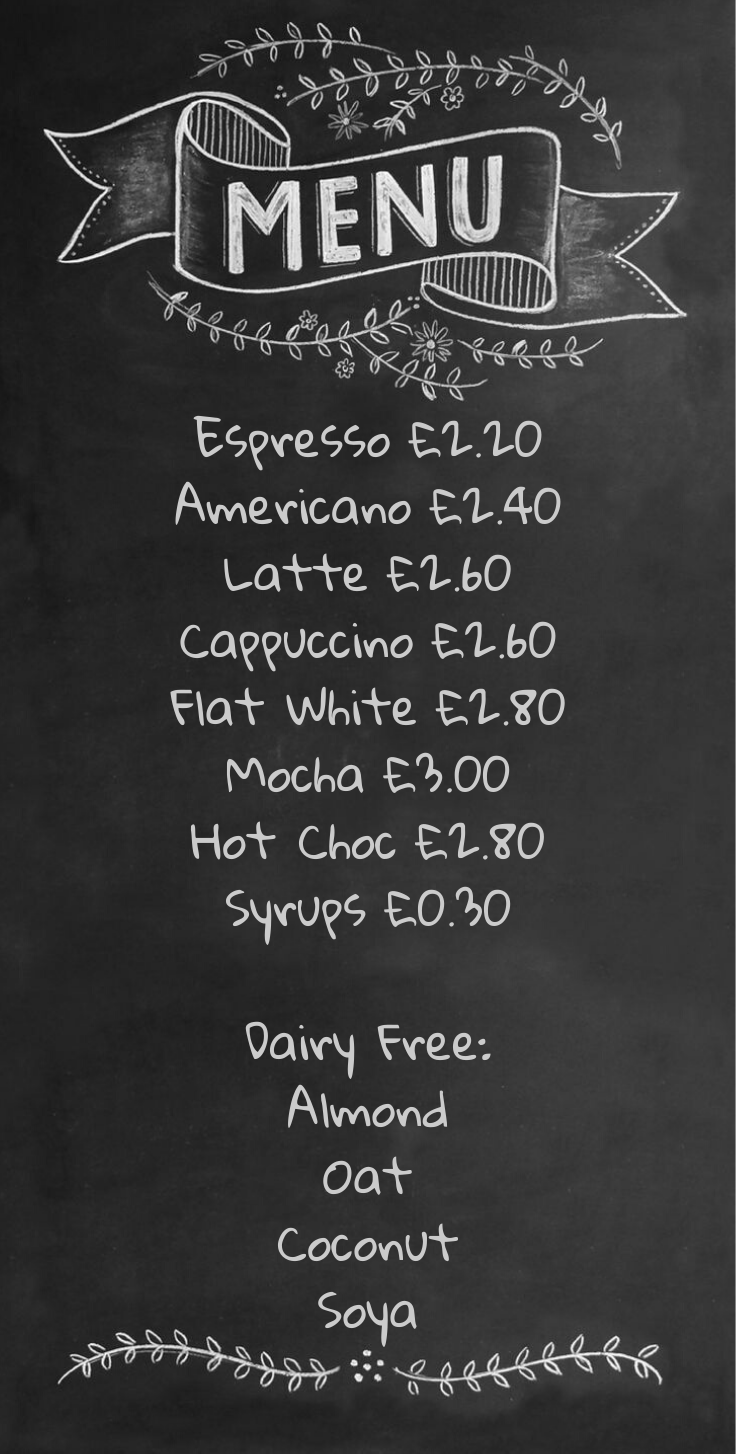 MENU
Espresso £2.20
Americano £2.40
Latte £2.60
Cappuccino £2.60
Flat White £2.80
Mocha £3.00
Hot Choc £2.80
Syrups £0.30
Dairy Free:
Almond
Oat
Coconut
Soya